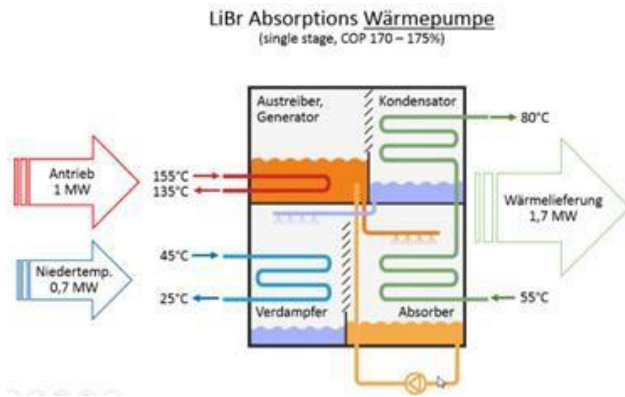 LiBr Absorptions Wärmepumpe
(single stage, COP 170 – 175%)
Austreiber,
Generator
Kondensator
80°C
Antrieb
1 MW
155°C
135°C
Wärmelieferung
1,7 MW
Niedertemp.
0,7 MW
45°C
25°C
Verdampfer
Absorber
55°C